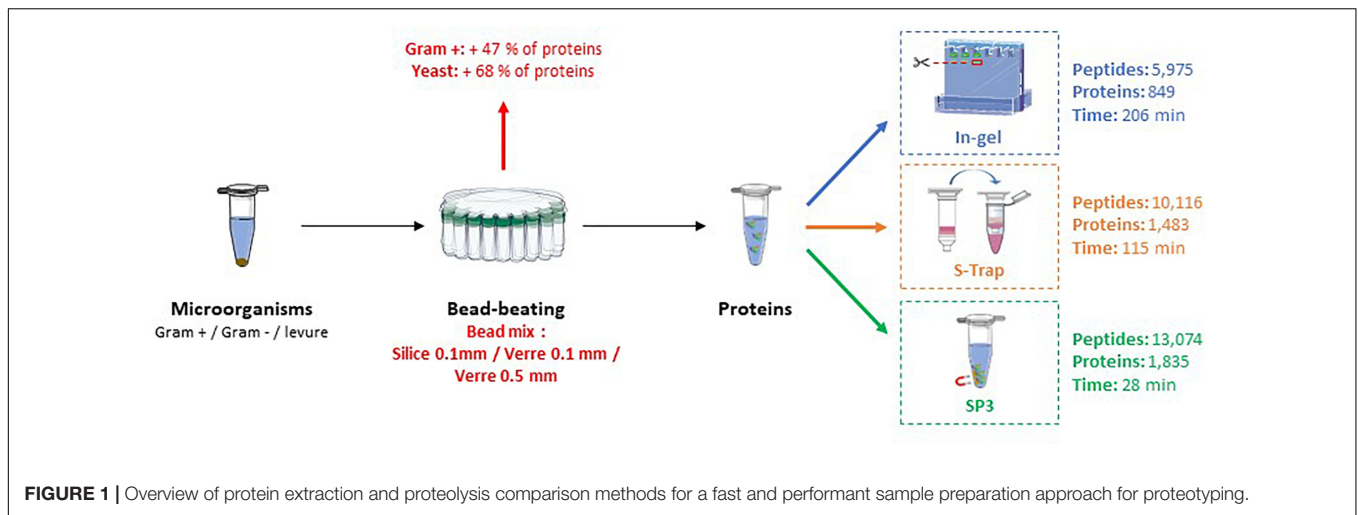 Gram +: + 47 % of proteins
Yeast: + 68 % of proteins
Microorganisms
Gram + / Gram - / levure
Bead-beating
Bead mix :
Silice 0.1mm / Verre 0.1 mm /
Verre 0.5 mm
Proteins
In-gel
Peptides: 5,975
Proteins: 849
Time: 206 min
S-Trap
Peptides: 10,116
Proteins: 1,483
Time: 115 min
SP3
Peptides: 13,074
Proteins: 1,835
Time: 28 min
FIGURE 1 | Overview of protein extraction and proteolysis comparison methods for a fast and performant sample preparation approach for proteotyping.